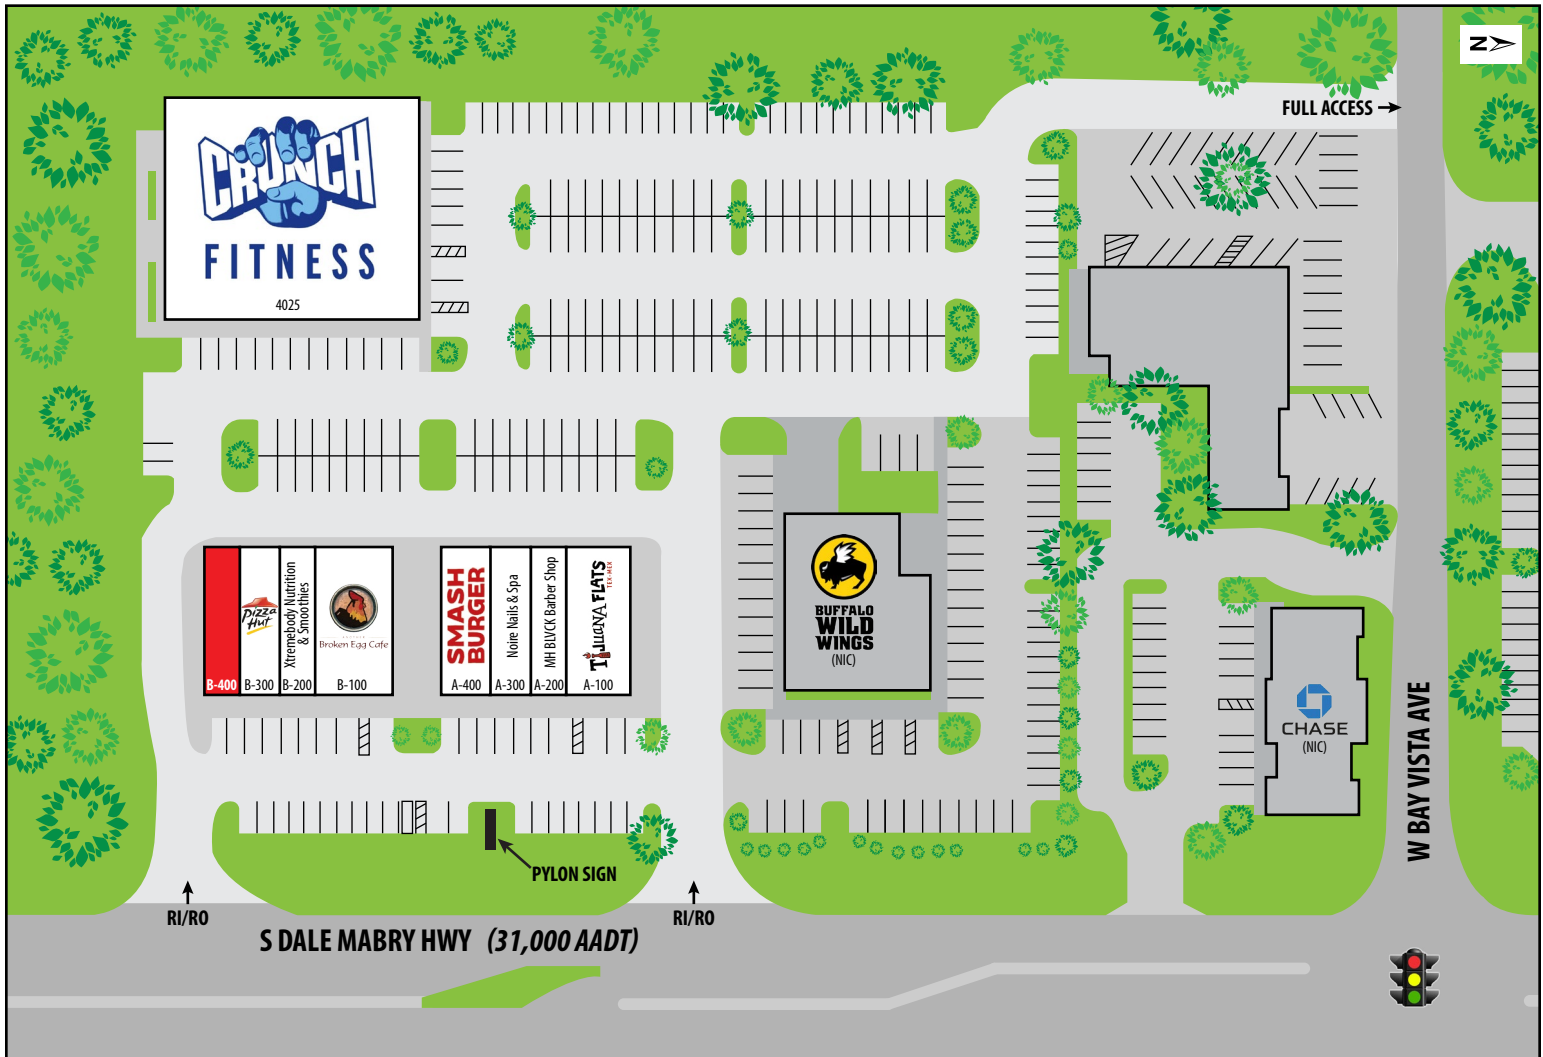 N
FULL ACCESS
CRUNCH
FITNESS
4025
B-400
Pizza
Hut
B-300
Xtremebody Nutrition
& Smoothies
B-200
Broken Egg Cafe
B-100
SMASH
BURGER
A-400
Noire Nails & Spa
A-300
MH BLVCK Barber Shop
A-200
TIJUANA FLATS
TEX-MEX
A-100
BUFFALO
WILD
WINGS
(NIC)
CHASE
(NIC)
W BAY VISTA AVE
PYLON SIGN
RI/RO
RI/RO
S DALE MABRY HWY (31,000 AADT)